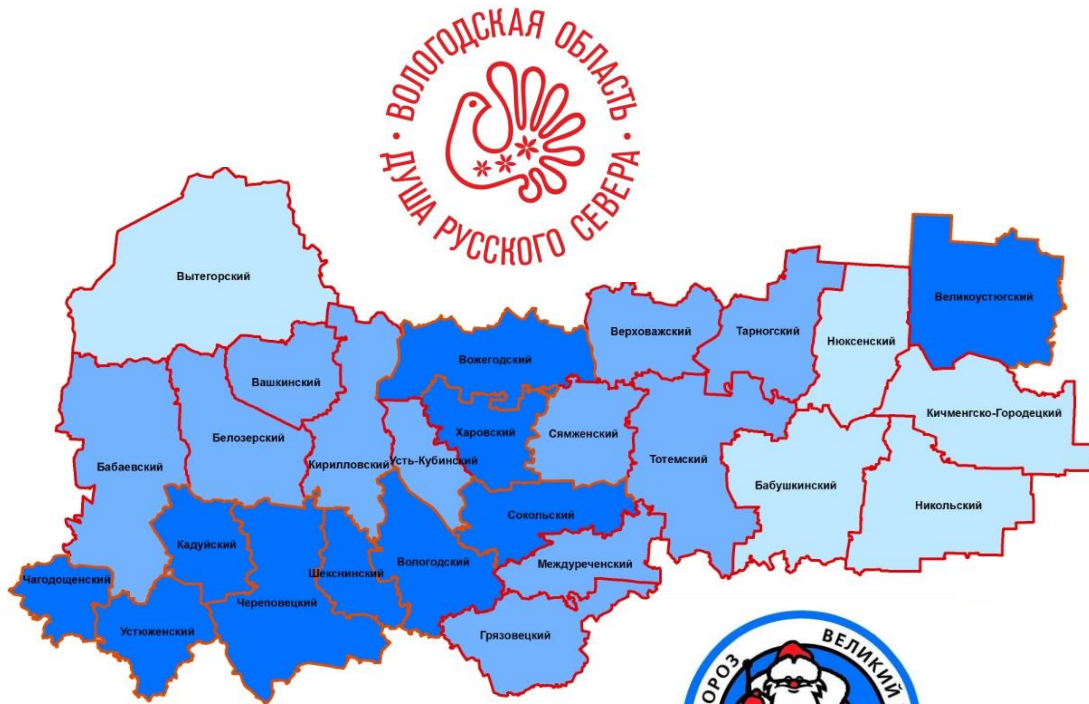 ВОЛОГОДСКАЯ ОБЛАСТЬ
ДУША РУССКОГО СЕВЕРА
Вытегорский
Великоустюгский
Верховажский
Тарногский
Нюксенский
Вожегодский
Вашкинский
Кичменгско-Городецкий
Харовский
Сямженский
Белозерский
Тотемский
Кирилловский
Усть-Кубинский
Бабаевский
Бабушкинский
Никольский
Сокольский
Кадуйский
Вологодский
Междуреченский
Шекснинский
Чагодощенский
Череповецкий
Устюженский
Грязовецкий
ВЕЛИКИЙ